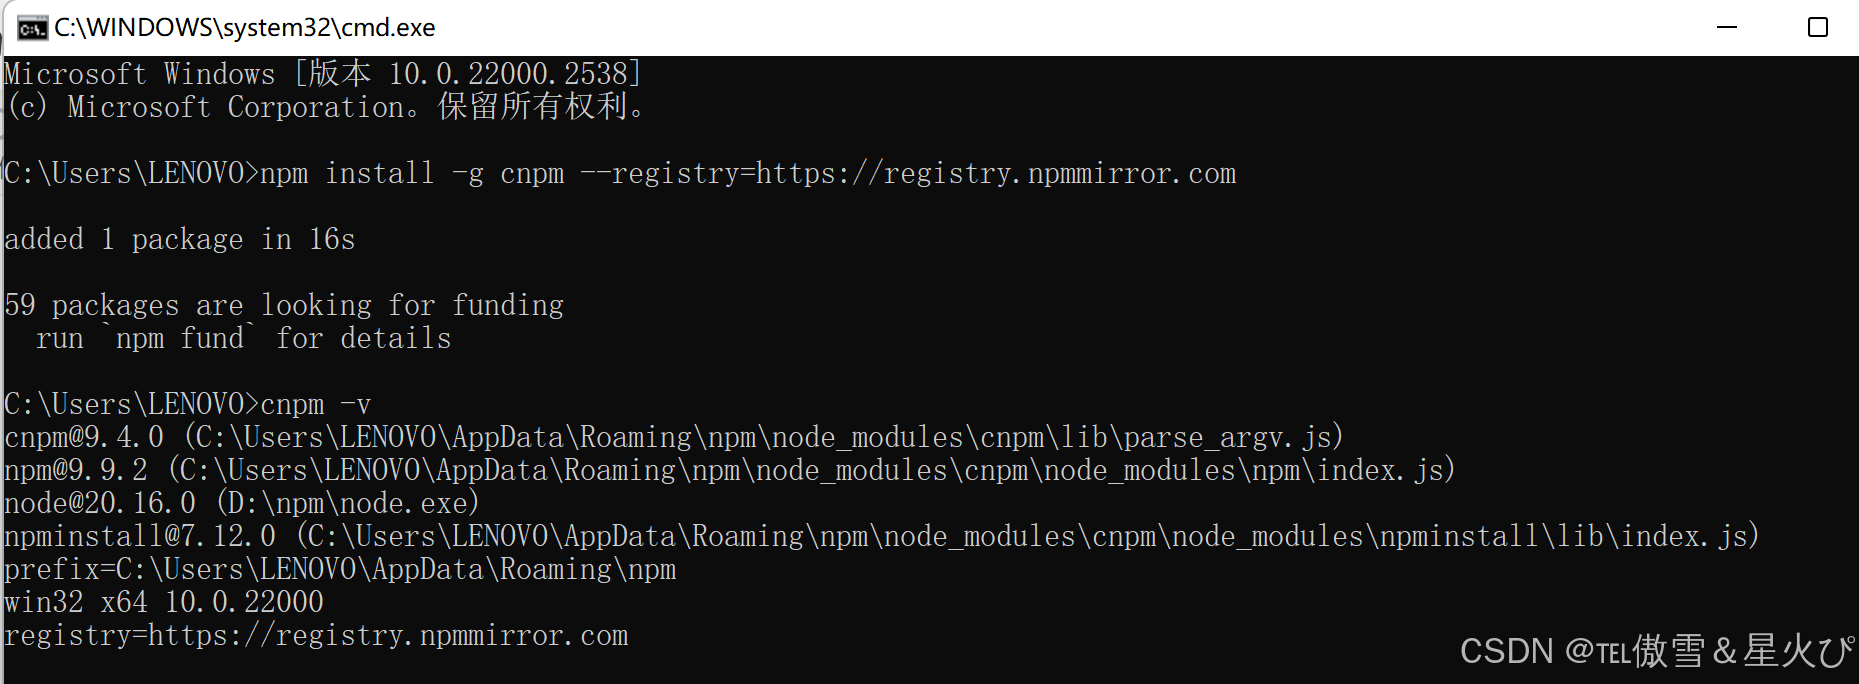 C:\WINDOWS\system32\cmd.exe
Microsoft Windows [版本 10.0.22000.2538]
(c) Microsoft Corporation。保留所有权利。
C:\Users\LENOVO>npm install -g cnpm --registry=https://registry.npmmirror.com
added 1 package in 16s
59 packages are looking for funding
  run `npm fund` for details
C:\Users\LENOVO>cnpm -v
cnpm@9.4.0 (C:\Users\LENOVO\AppData\Roaming\npm\node_modules\cnpm\lib\parse_argv.js)
npm@9.9.2 (C:\Users\LENOVO\AppData\Roaming\npm\node_modules\cnpm\node_modules\npm\index.js)
node@20.16.0 (D:\npm\node.exe)
npminstall@7.12.0 (C:\Users\LENOVO\AppData\Roaming\npm\node_modules\cnpm\node_modules\npminstall\lib\index.js)
prefix=C:\Users\LENOVO\AppData\Roaming\npm
win32 x64 10.0.22000
registry=https://registry.npmmirror.com
CSDN @℡傲雪＆星火ぴ